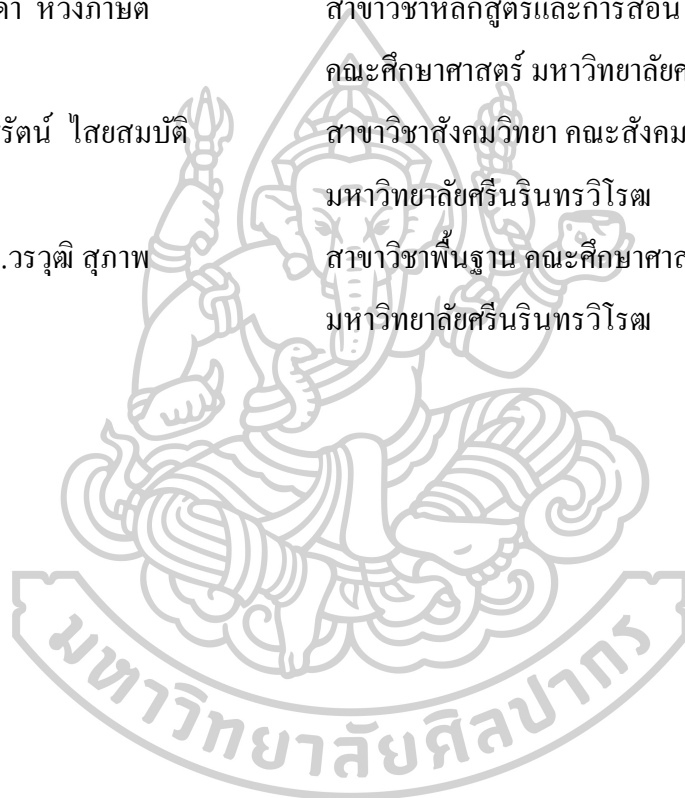 หวังภาษิต สาขาวิชาหลักสูตรและการสอน
คณะศึกษาศาสตร์ มหาวิทยาลัยศ
รัตน์ ไสยสมบัติ สาขาวิชาสังคมวิทยา คณะสังคม
มหาวิทยาลัยศรีนรินทรวิโรฒ
.วรวุฒิ สุภาพ สาขาวิชาพื้นฐาน คณะศึกษาศาส
มหาวิทยาลัยศรีนรินทรวิโรฒ
มหาวิทยาลัยศิลปากร